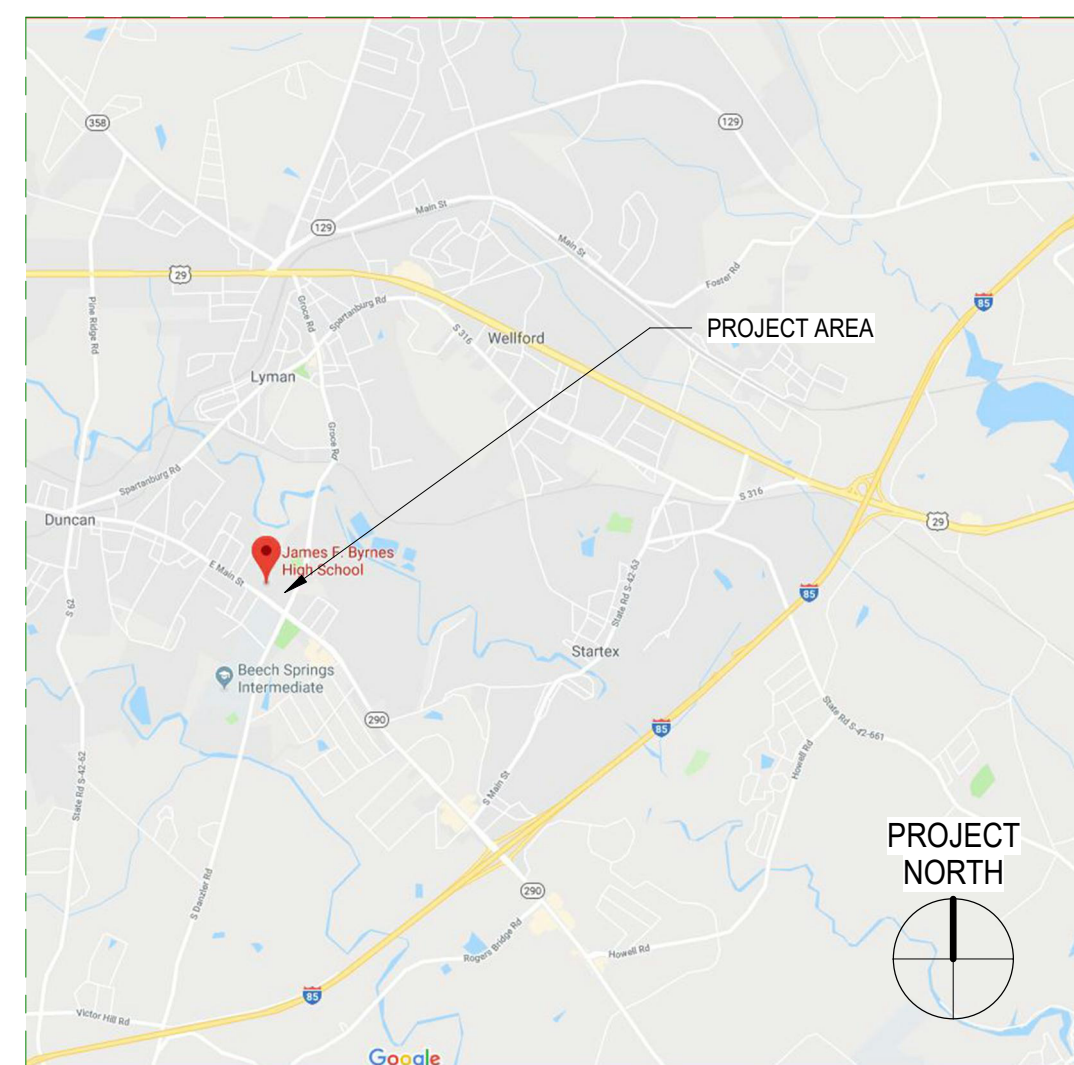 358
129
Main St
129
Main St
29
Foster Rd
85
Pine Ridge Rd
Groce Rd
Spartanburg Rd
S 316
Wellford
PROJECT AREA
Lyman
Groce Rd
Spartanburg Rd
S 316
Duncan
29
James F. Byrnes
High School
E Main St
85
State Rd S-42-63
S 62
Startex
Beech Springs
Intermediate
290
85
State Rd S-42-661
Howell Rd
State Rd S-42-62
S Main St
PROJECT
NORTH
S Danzler Rd
290
Rogers Bridge Rd
Howell Rd
85
Victor Hill Rd
Google